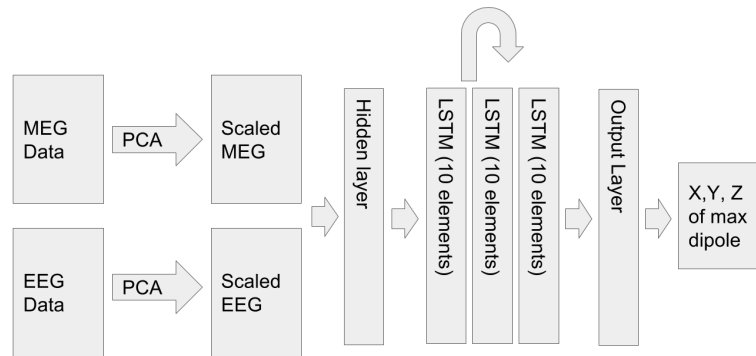 MEG
Data
PCA
Scaled
MEG
EEG
Data
PCA
Scaled
EEG
Hidden layer
LSTM (10 elements)
LSTM (10 elements)
LSTM (10 elements)
Output Layer
X,Y, Z
of max
dipole